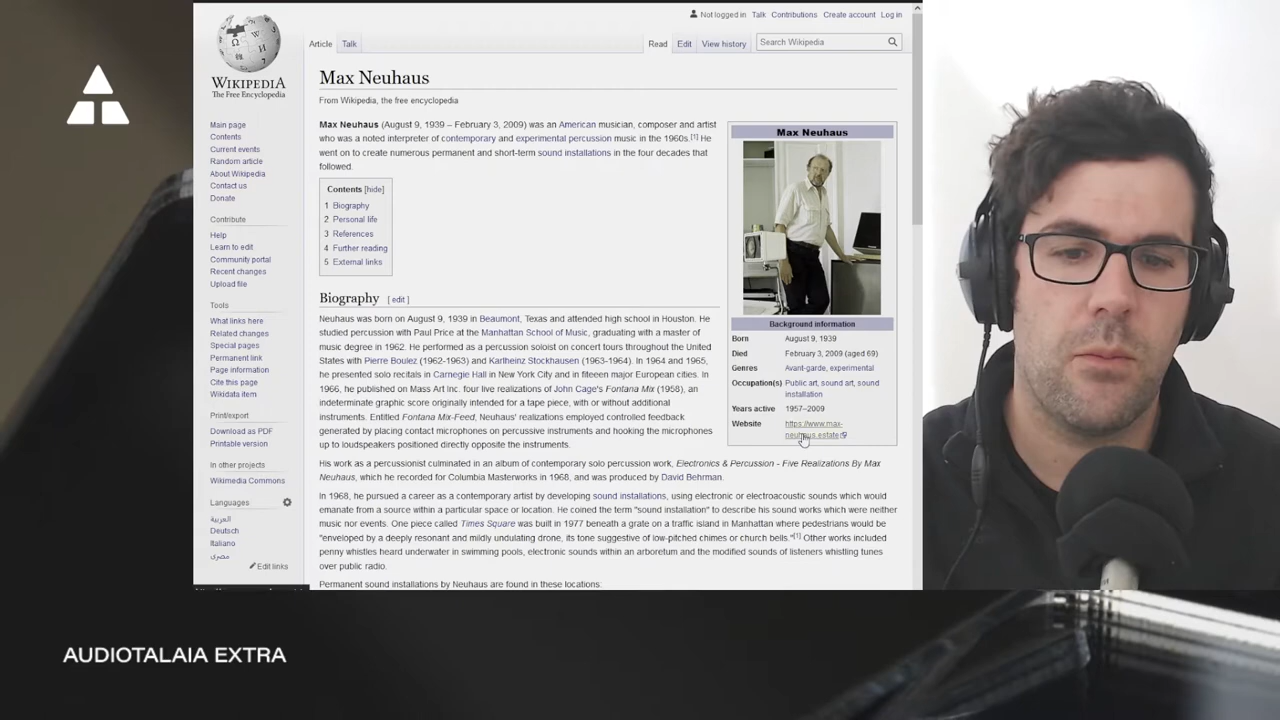 Not logged in Talk Contributions Create account Log in
Article Talk Read Edit View history Search Wikipedia
WIKIPEDIA
The Free Encyclopedia
Main page
Contents
Current events
Random article
About Wikipedia
Contact us
Donate
Contribute
Help
Learn to edit
Community portal
Recent changes
Upload file
Tools
What links here
Related changes
Special pages
Permanent link
Page information
Cite this page
Wikidata item
Print/export
Download as PDF
Printable version
In other projects
Wikimedia Commons
Languages
العربية
Deutsch
Italiano
مصرى
Edit links
Max Neuhaus
From Wikipedia, the free encyclopedia
Max Neuhaus (August 9, 1939 – February 3, 2009) was an American musician, composer and artist
who was a noted interpreter of contemporary and experimental percussion music in the 1960s.[1] He
went on to create numerous permanent and short-term sound installations in the four decades that
followed.
Contents [hide]
1 Biography
2 Personal life
3 References
4 Further reading
5 External links
Biography [ edit ]
Neuhaus was born on August 9, 1939 in Beaumont, Texas and attended high school in Houston. He
studied percussion with Paul Price at the Manhattan School of Music, graduating with a master of
music degree in 1962. He performed as a percussion soloist on concert tours throughout the United
States with Pierre Boulez (1962-1963) and Karlheinz Stockhausen (1963-1964). In 1964 and 1965,
he presented solo recitals in Carnegie Hall in New York City and in fiteeen major European cities. In
1966, he published on Mass Art Inc. four live realizations of John Cage's Fontana Mix (1958), an
indeterminate graphic score originally intended for a tape piece, with or without additional
instruments. Entitled Fontana Mix-Feed, Neuhaus' realizations employed controlled feedback
generated by placing contact microphones on percussive instruments and hooking the microphones
up to loudspeakers positioned directly opposite the instruments.
His work as a percussionist culminated in an album of contemporary solo percussion work, Electronics & Percussion - Five Realizations By Max
Neuhaus, which he recorded for Columbia Masterworks in 1968, and was produced by David Behrman.
In 1968, he pursued a career as a contemporary artist by developing sound installations, using electronic or electroacoustic sounds which would
emanate from a source within a particular space or location. He coined the term "sound installation" to describe his sound works which were neither
music nor events. One piece called Times Square was built in 1977 beneath a grate on a traffic island in Manhattan where pedestrians would be
"enveloped by a deeply resonant and mildly undulating drone, its tone suggestive of low-pitched chimes or church bells."[1] Other works included
penny whistles heard underwater in swimming pools, electronic sounds within an arboretum and the modified sounds of listeners whistling tunes
over public radio.
Permanent sound installations by Neuhaus are found in these locations:
Max Neuhaus
Background information
Born August 9, 1939
Died February 3, 2009 (aged 69)
Genres Avant-garde, experimental
Occupation(s) Public art, sound art, sound
installation
Years active 1957–2009
Website https://www.max-
neuhaus.estate
AUDIOTALAIA EXTRA